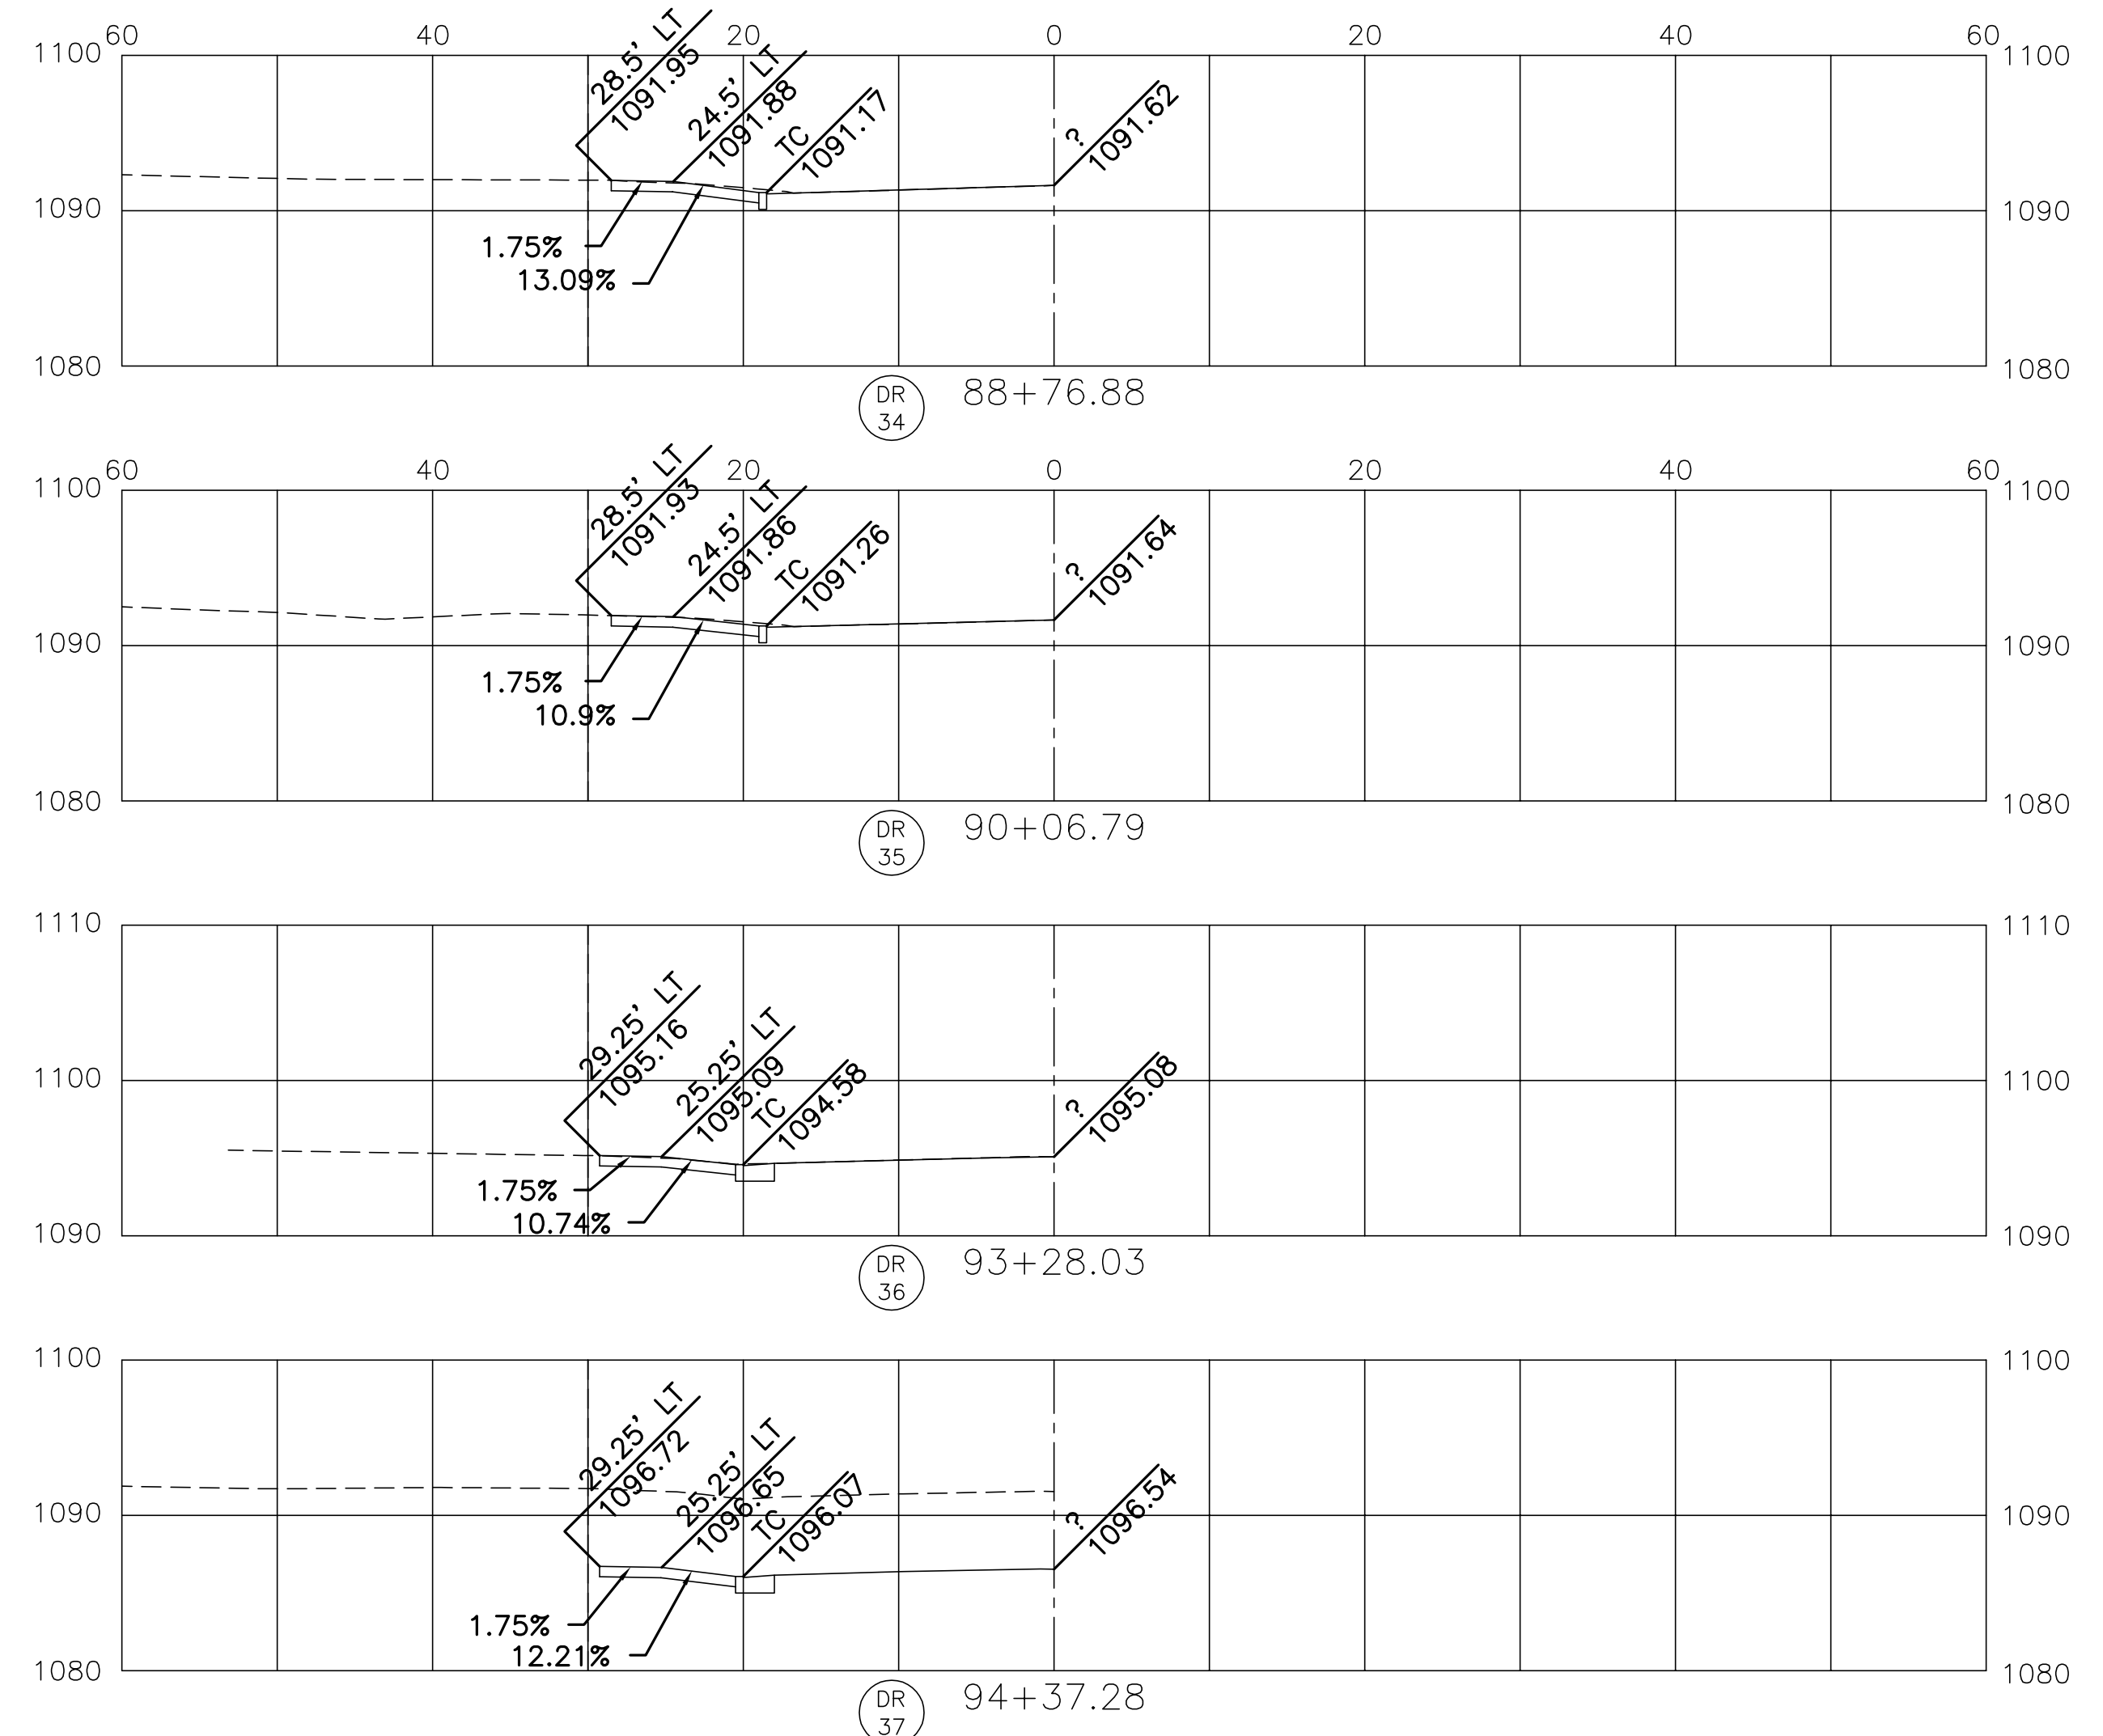 60 40 20 0 20 40 60
1100 1100
28.5' LT
1091.95
24.5' LT
1091.88
TC
1091.17
?
1091.62
1090 1090
1.75%
13.09%
1080 1080
DR
34
88+76.88
60 40 20 0 20 40 60
1100 1100
28.5' LT
1091.93
24.5' LT
1091.86
TC
1091.26
?
1091.64
1090 1090
1.75%
10.9%
1080 1080
DR
35
90+06.79
1110 1110
29.25' LT
1095.16
25.25' LT
1095.09
TC
1094.58
?
1095.08
1100 1100
1.75%
10.74%
1090 1090
DR
36
93+28.03
1100 1100
29.25' LT
1096.72
25.25' LT
1096.65
TC
1096.07
?
1096.54
1090 1090
1.75%
12.21%
1080 1080
DR
37
94+37.28